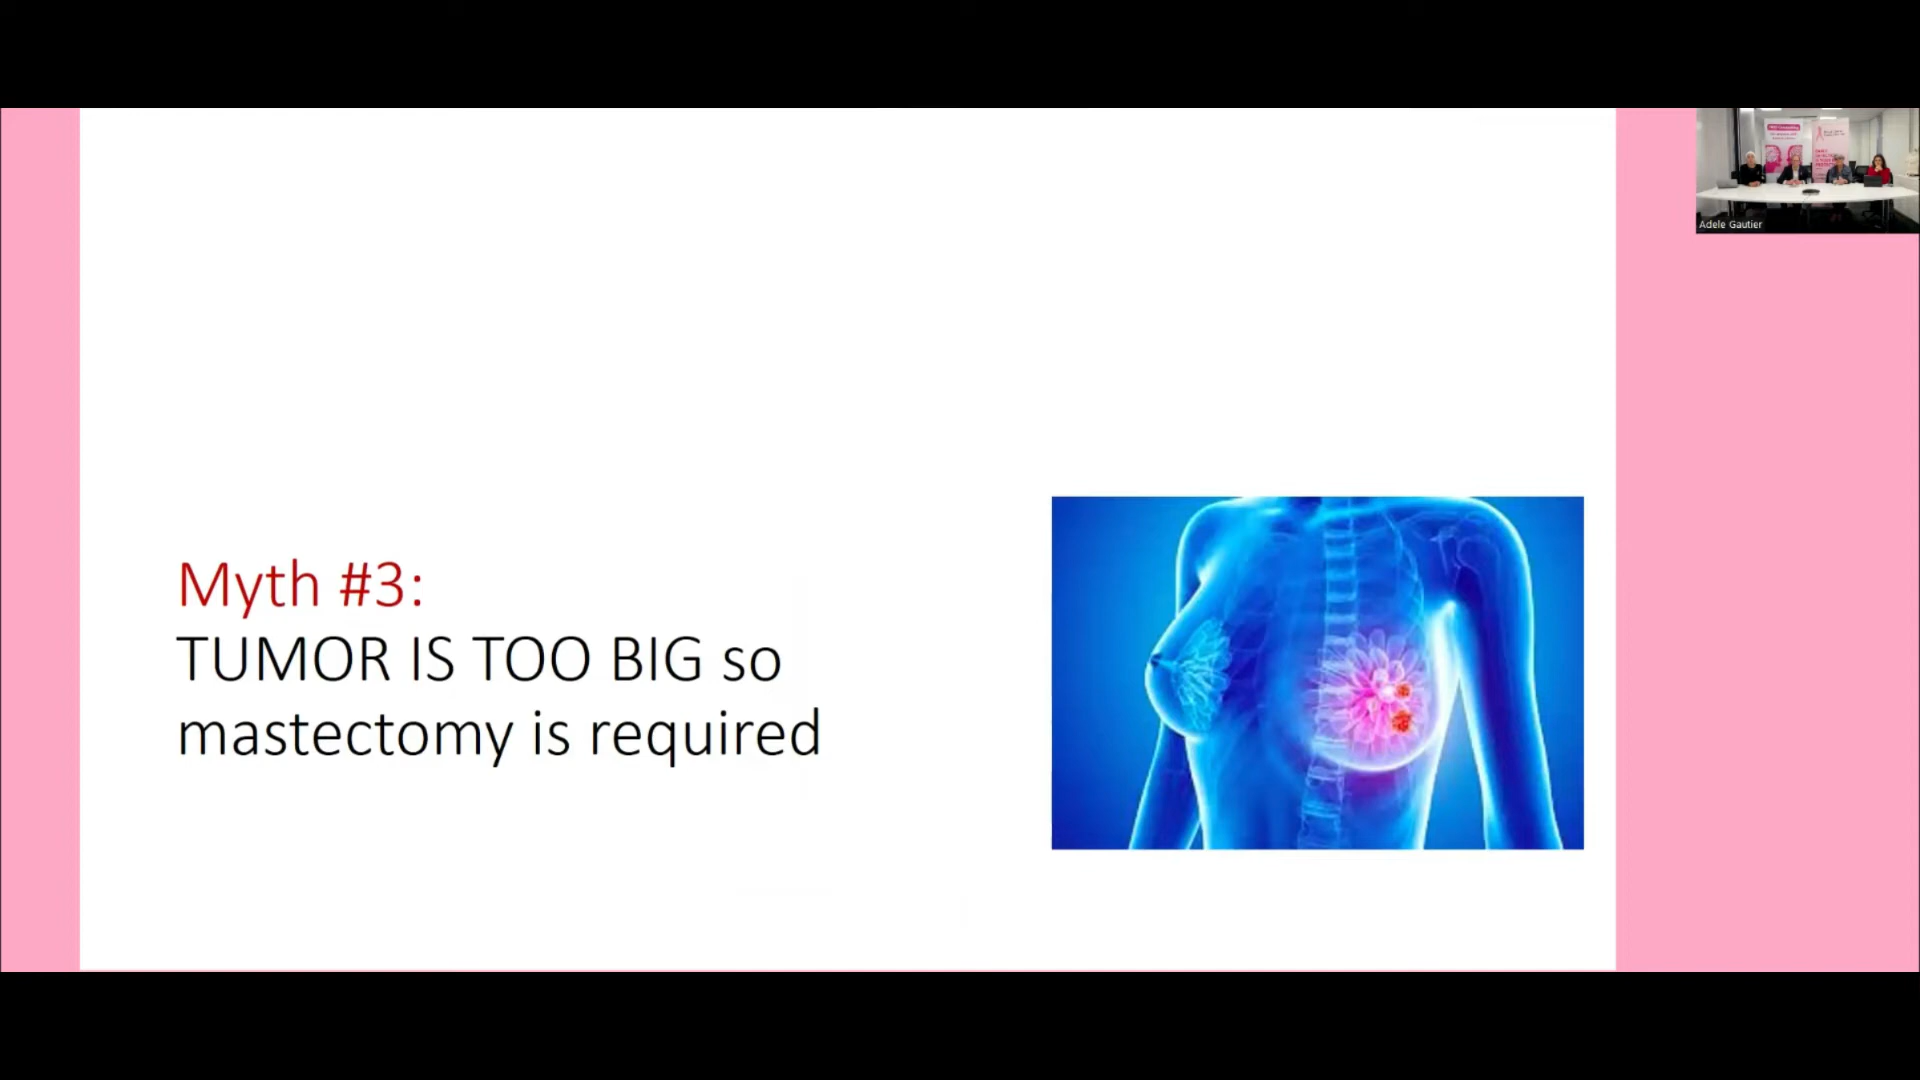 Myth #3:
TUMOR IS TOO BIG so
mastectomy is required
Adele Gautier